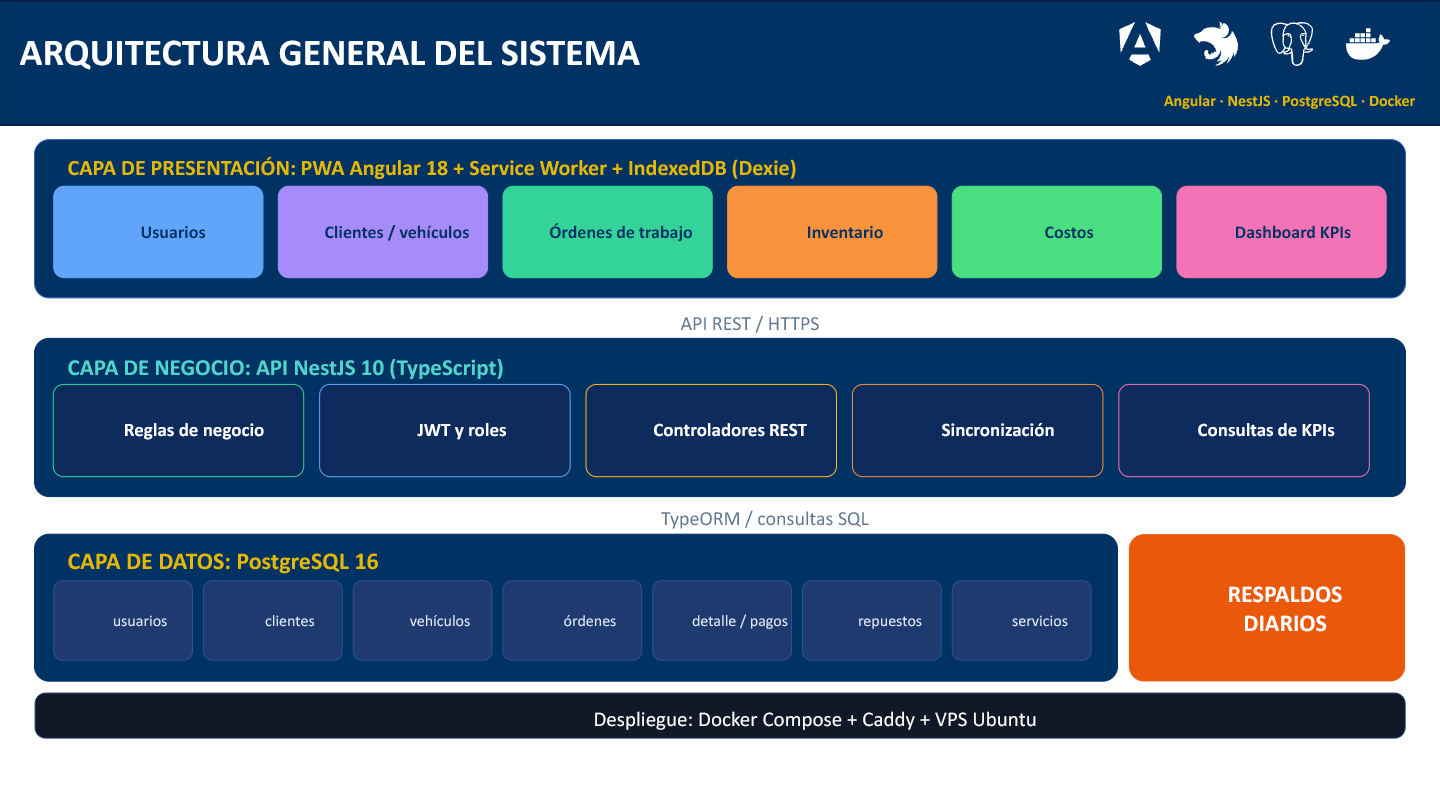 ARQUITECTURA GENERAL DEL SISTEMA
Angular · NestJS · PostgreSQL · Docker
CAPA DE PRESENTACIÓN: PWA Angular 18 + Service Worker + IndexedDB (Dexie)
Usuarios
Clientes / vehículos
Órdenes de trabajo
Inventario
Costos
Dashboard KPIs
API REST / HTTPS
CAPA DE NEGOCIO: API NestJS 10 (TypeScript)
Reglas de negocio
JWT y roles
Controladores REST
Sincronización
Consultas de KPIs
TypeORM / consultas SQL
CAPA DE DATOS: PostgreSQL 16
usuarios
clientes
vehículos
órdenes
detalle / pagos
repuestos
servicios
RESPALDOS
DIARIOS
Despliegue: Docker Compose + Caddy + VPS Ubuntu